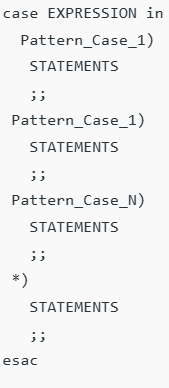 case EXPRESSION in
  Pattern_Case_1)
   STATEMENTS
   ;;
 Pattern_Case_1)
   STATEMENTS
   ;;
 Pattern_Case_N)
   STATEMENTS
   ;;
 *)
   STATEMENTS
   ;;
esac